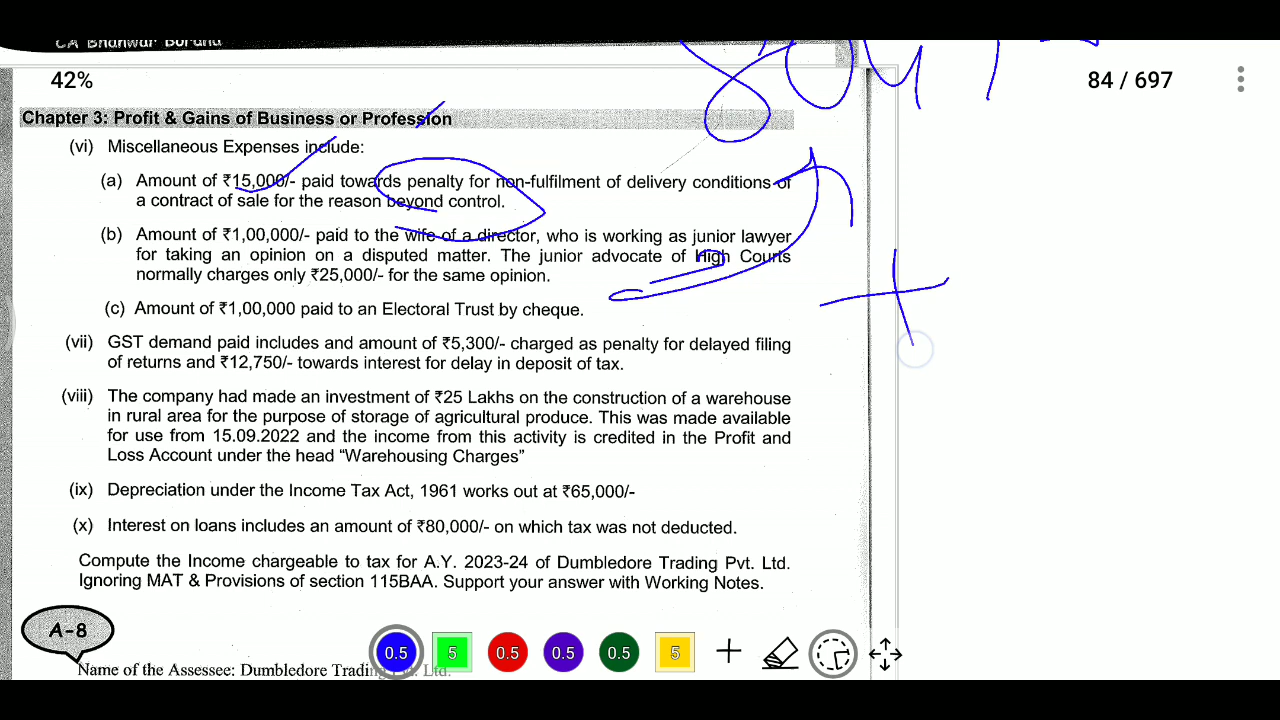 CA Bhanwar Borana
42%
84 / 697
Chapter 3: Profit & Gains of Business or Profession
(vi) Miscellaneous Expenses include:
(a) Amount of ₹15,000/- paid towards penalty for non-fulfilment of delivery conditions of
a contract of sale for the reason beyond control.
(b) Amount of ₹1,00,000/- paid to the wife of a director, who is working as junior lawyer
for taking an opinion on a disputed matter. The junior advocate of High Courts
normally charges only ₹25,000/- for the same opinion.
(c) Amount of ₹1,00,000 paid to an Electoral Trust by cheque.
(vii) GST demand paid includes and amount of ₹5,300/- charged as penalty for delayed filing
of returns and ₹12,750/- towards interest for delay in deposit of tax.
(viii) The company had made an investment of ₹25 Lakhs on the construction of a warehouse
in rural area for the purpose of storage of agricultural produce. This was made available
for use from 15.09.2022 and the income from this activity is credited in the Profit and
Loss Account under the head “Warehousing Charges”
(ix) Depreciation under the Income Tax Act, 1961 works out at ₹65,000/-
(x) Interest on loans includes an amount of ₹80,000/- on which tax was not deducted.
Compute the Income chargeable to tax for A.Y. 2023-24 of Dumbledore Trading Pvt. Ltd.
Ignoring MAT & Provisions of section 115BAA. Support your answer with Working Notes.
A-8
Name of the Assessee: Dumbledore Trading Pvt. Ltd.
0.5 5 0.5 0.5 0.5 5